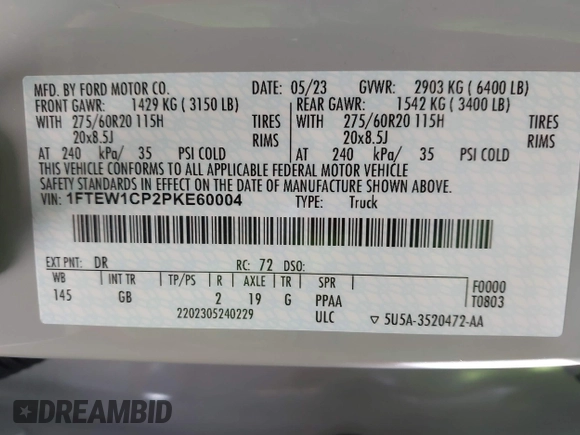 MFD. BY FORD MOTOR CO. DATE: 05/23 GVWR: 2903 KG (6400 LB)
FRONT GAWR: 1429 KG (3150 LB) REAR GAWR: 1542 KG (3400 LB)
WITH 275/60R20 115H TIRES WITH 275/60R20 115H TIRES
20x8.5J RIMS 20x8.5J RIMS
AT 240 kPa/ 35 PSI COLD AT 240 kPa/ 35 PSI COLD
THIS VEHICLE CONFORMS TO ALL APPLICABLE FEDERAL MOTOR VEHICLE
SAFETY STANDARDS IN EFFECT ON THE DATE OF MANUFACTURE SHOWN ABOVE.
VIN: 1FTEW1CP2PKE60004 TYPE: Truck
EXT PNT: DR RC: 72 DSO:
WB INT TR TP/PS R AXLE TR SPR F0000
145 GB 2 19 G PPAA T0803
2202305240229 ULC ▽ 5U5A-3520472-AA
DREAMBID